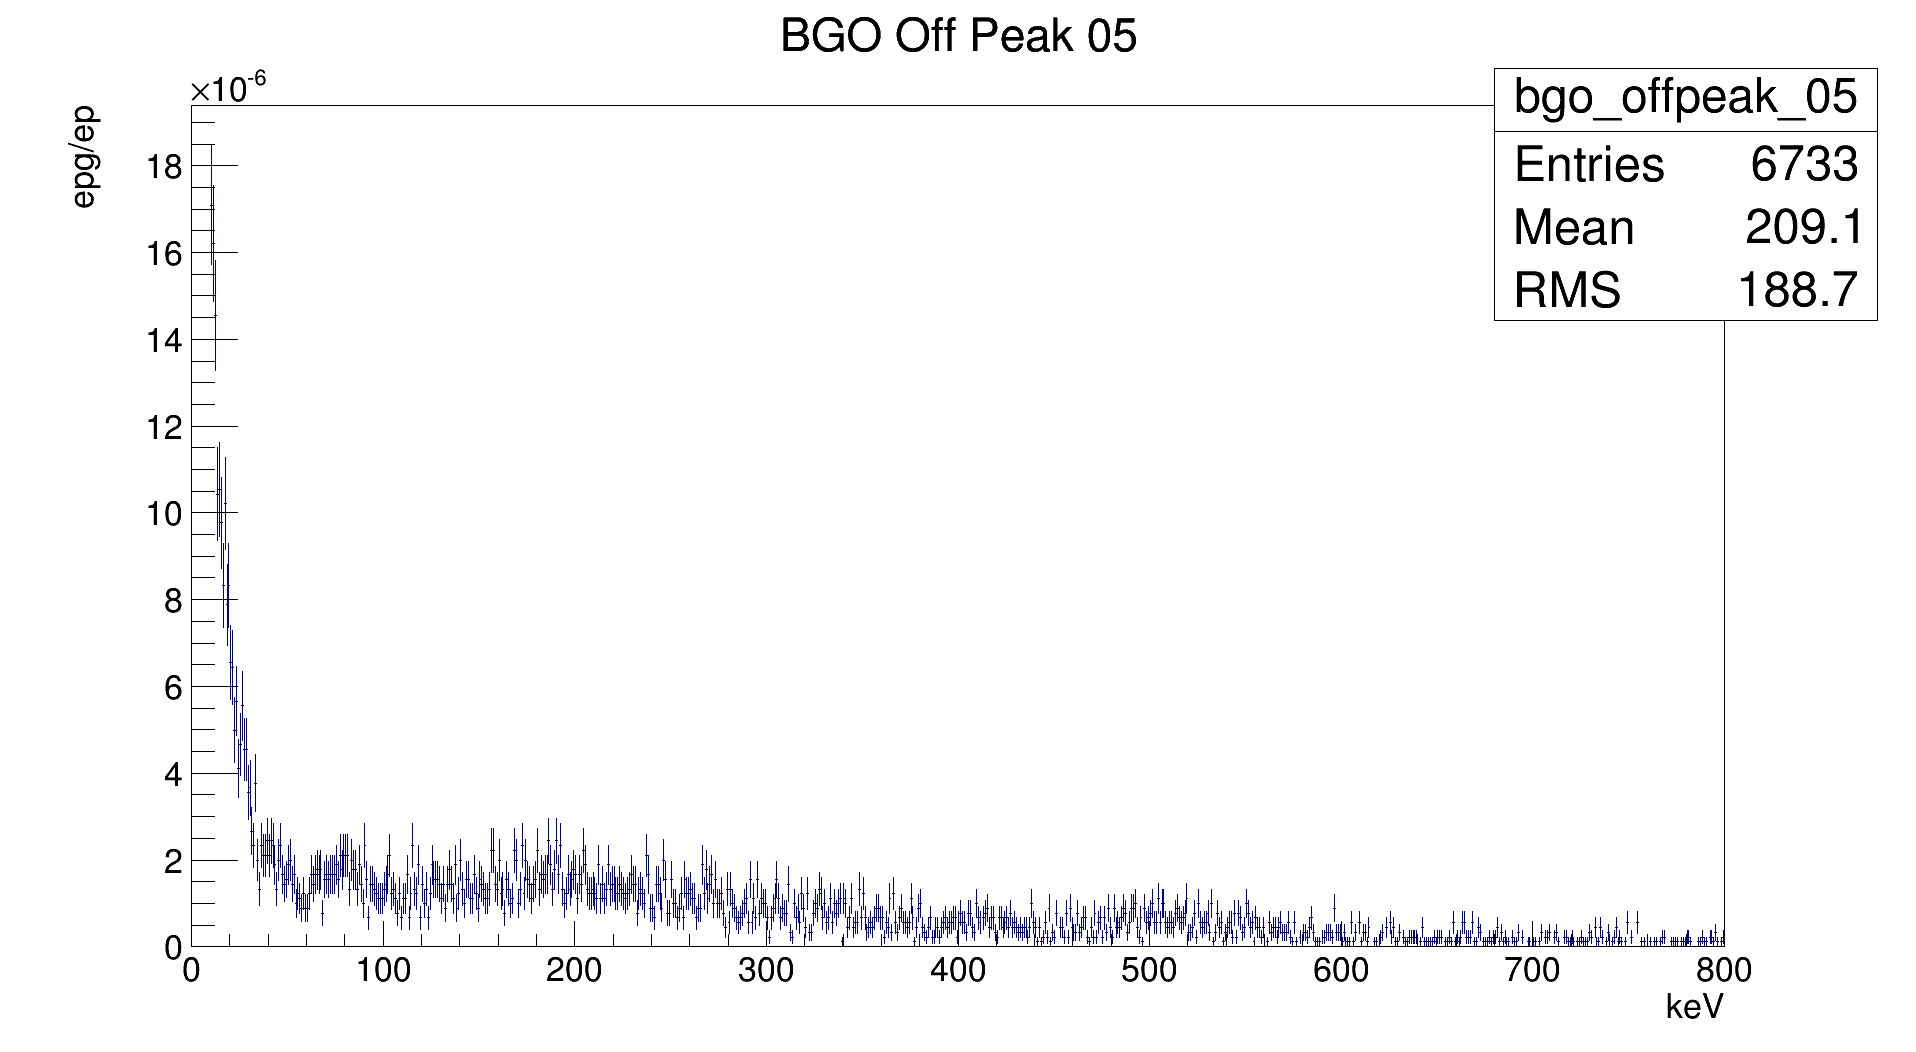 BGO Off Peak 05
×10-6
epg/ep
bgo_offpeak_05
Entries 6733
Mean 209.1
RMS 188.7
18
16
14
12
10
8
6
4
2
0
0 100 200 300 400 500 600 700 800
keV